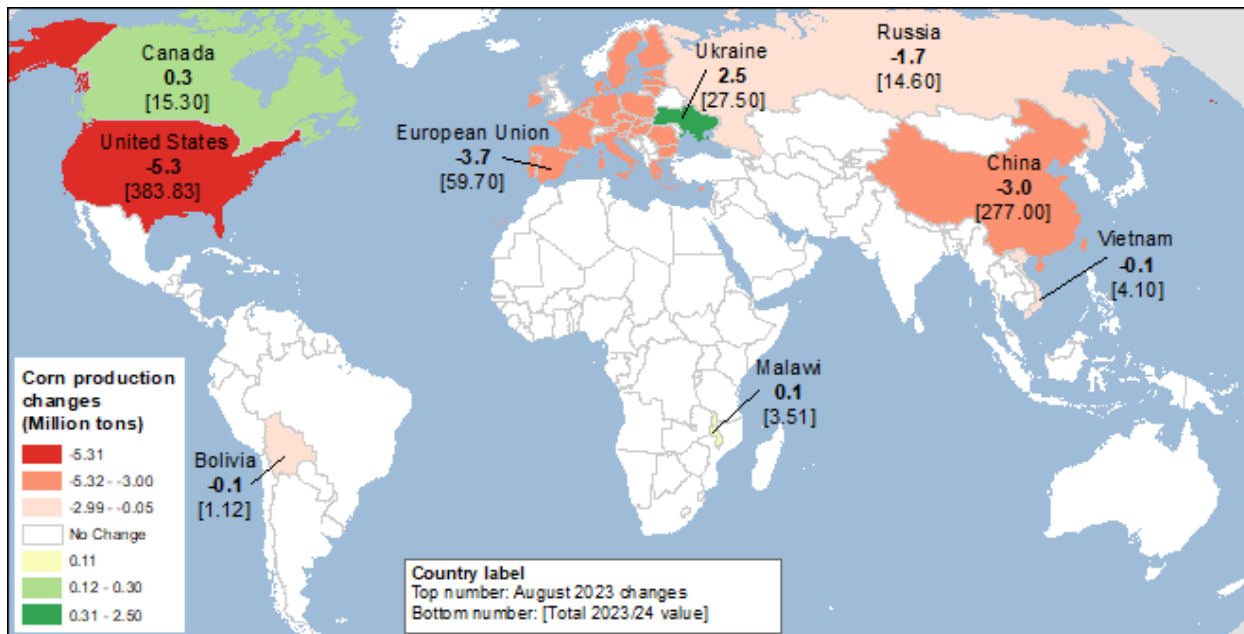 Canada
0.3
[15.30]
United States
-5.3
[383.83]
European Union
-3.7
[59.70]
Ukraine
2.5
[27.50]
Russia
-1.7
[14.60]
China
-3.0
[277.00]
Vietnam
-0.1
[4.10]
Malawi
0.1
[3.51]
Bolivia
-0.1
[1.12]
Corn production
changes
(Million tons)
-5.31
-5.32 - -3.00
-2.99 - -0.05
No Change
0.11
0.12 - 0.30
0.31 - 2.50
Country label
Top number: August 2023 changes
Bottom number: [Total 2023/24 value]